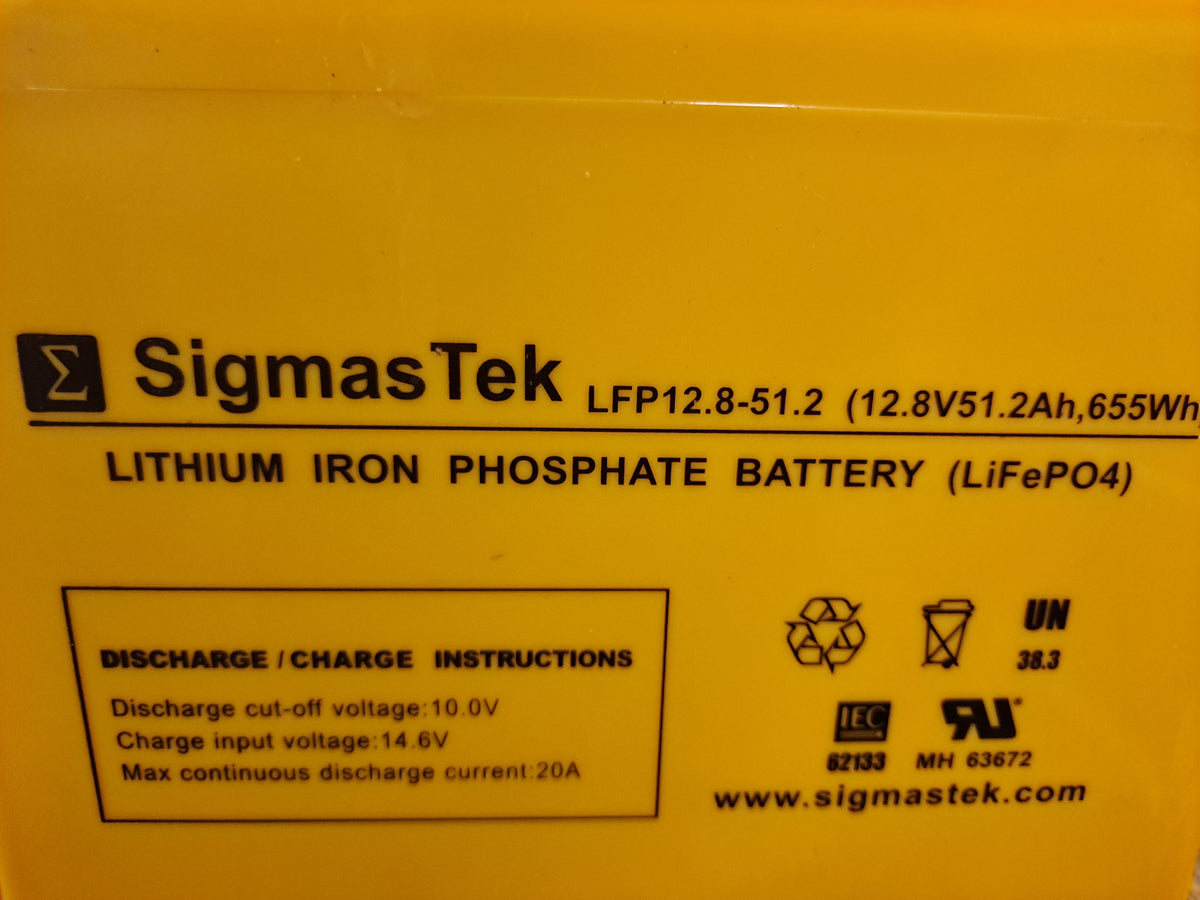 Σ SigmasTek LFP12.8-51.2 (12.8V51.2Ah,655Wh
LITHIUM IRON PHOSPHATE BATTERY (LiFePO4)
DISCHARGE / CHARGE INSTRUCTIONS
Discharge cut-off voltage:10.0V
Charge input voltage:14.6V
Max continuous discharge current:20A
UN
38.3
IEC RU®
62133 MH 63672
www.sigmastek.com